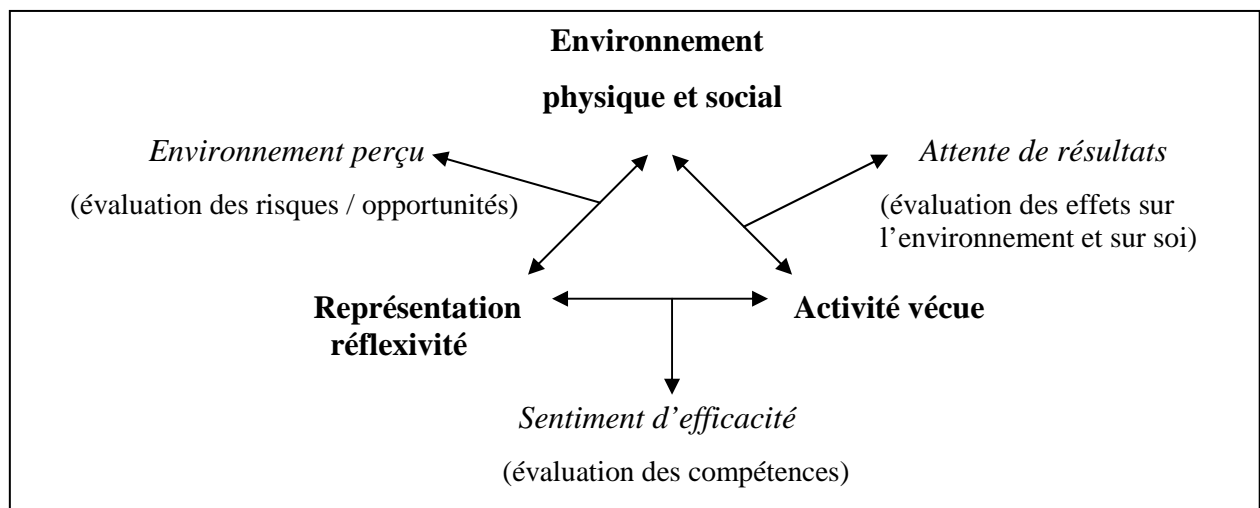 Environnement
physique et social
Environnement perçu
(évaluation des risques / opportunités)
Attente de résultats
(évaluation des effets sur
l’environnement et sur soi)
Représentation
réflexivité
Activité vécue
Sentiment d’efficacité
(évaluation des compétences)